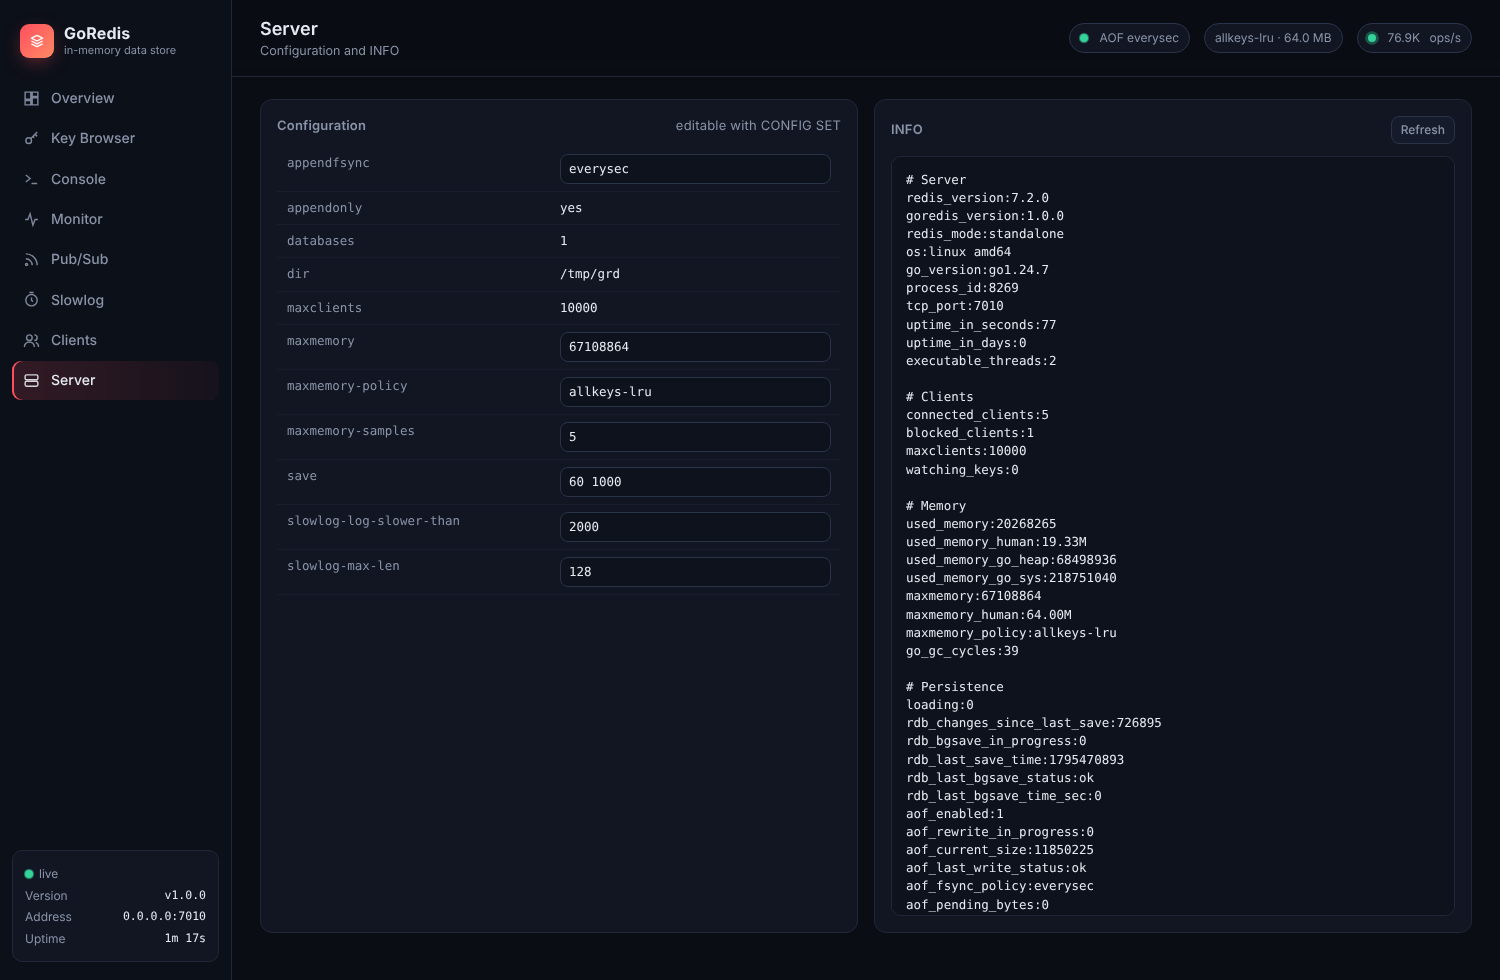 GoRedis
in-memory data store
Overview
Key Browser
Console
Monitor
Pub/Sub
Slowlog
Clients
Server
live
Version v1.0.0
Address 0.0.0.0:7010
Uptime 1m 17s
Server
Configuration and INFO
AOF everysec
allkeys-lru · 64.0 MB
76.9K ops/s
Configuration editable with CONFIG SET
appendfsync everysec
appendonly yes
databases 1
dir /tmp/grd
maxclients 10000
maxmemory 67108864
maxmemory-policy allkeys-lru
maxmemory-samples 5
save 60 1000
slowlog-log-slower-than 2000
slowlog-max-len 128
INFO Refresh
# Server
redis_version:7.2.0
goredis_version:1.0.0
redis_mode:standalone
os:linux amd64
go_version:go1.24.7
process_id:8269
tcp_port:7010
uptime_in_seconds:77
uptime_in_days:0
executable_threads:2
# Clients
connected_clients:5
blocked_clients:1
maxclients:10000
watching_keys:0
# Memory
used_memory:20268265
used_memory_human:19.33M
used_memory_go_heap:68498936
used_memory_go_sys:218751040
maxmemory:67108864
maxmemory_human:64.00M
maxmemory_policy:allkeys-lru
go_gc_cycles:39
# Persistence
loading:0
rdb_changes_since_last_save:726895
rdb_bgsave_in_progress:0
rdb_last_save_time:1795470893
rdb_last_bgsave_status:ok
rdb_last_bgsave_time_sec:0
aof_enabled:1
aof_rewrite_in_progress:0
aof_current_size:11850225
aof_last_write_status:ok
aof_fsync_policy:everysec
aof_pending_bytes:0